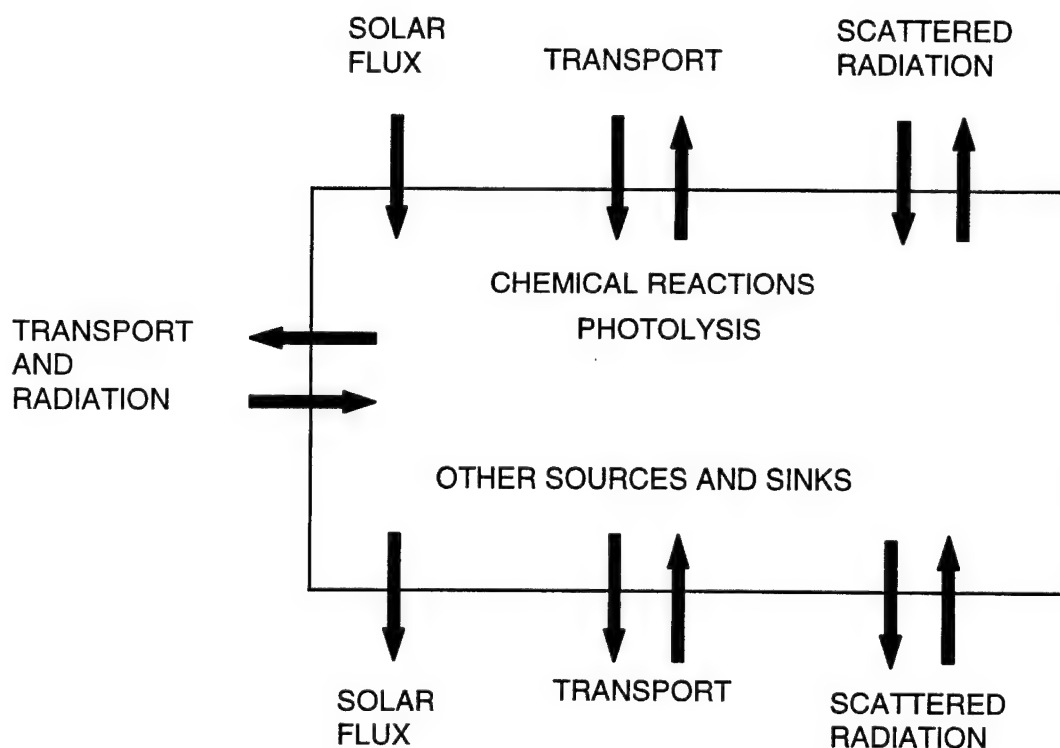 SOLAR
FLUX
TRANSPORT
SCATTERED
RADIATION
CHEMICAL REACTIONS
PHOTOLYSIS
TRANSPORT
AND
RADIATION
OTHER SOURCES AND SINKS
SOLAR
FLUX
TRANSPORT
SCATTERED
RADIATION